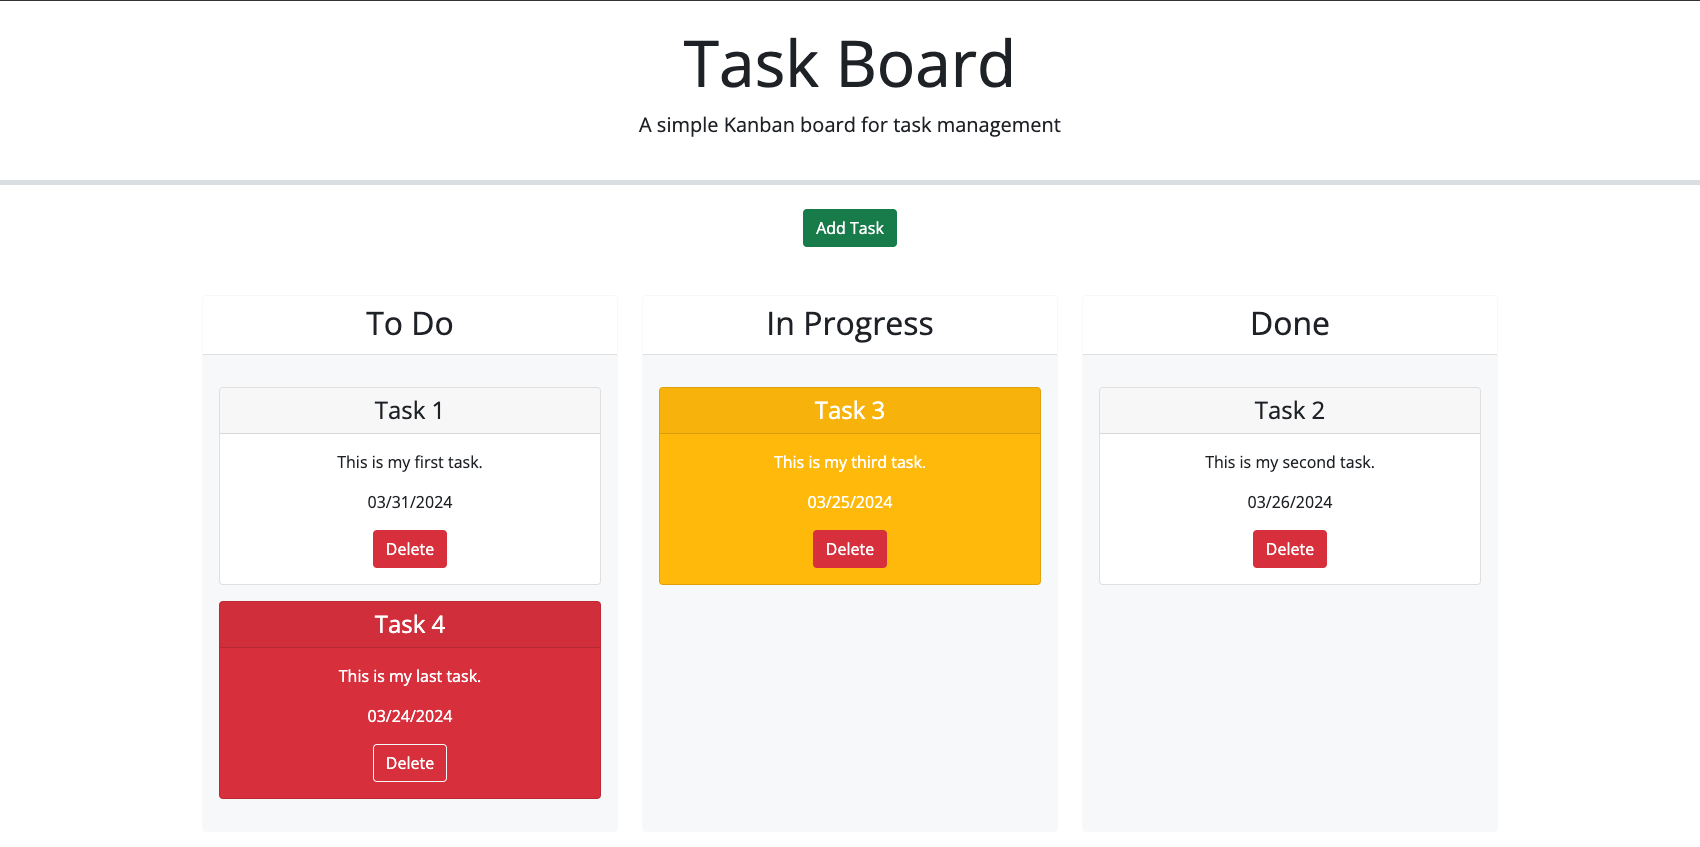 Task Board
A simple Kanban board for task management
Add Task
To Do
Task 1
This is my first task.
03/31/2024
Delete
Task 4
This is my last task.
03/24/2024
Delete
In Progress
Task 3
This is my third task.
03/25/2024
Delete
Done
Task 2
This is my second task.
03/26/2024
Delete